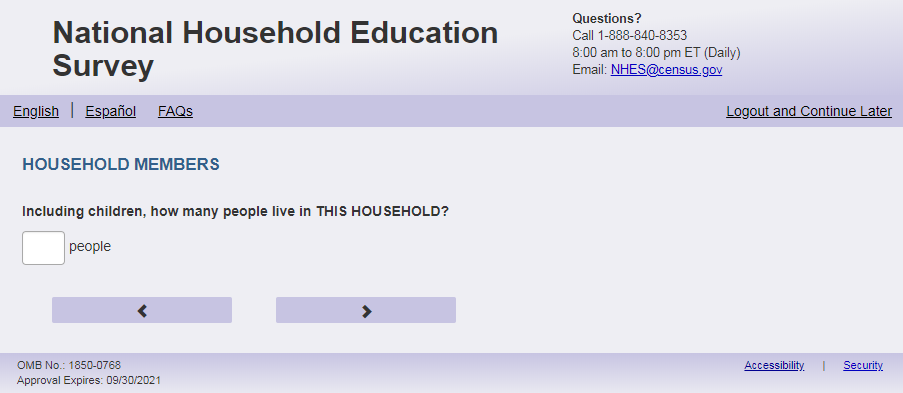 National Household Education
Survey
Questions?
Call 1-888-840-8353
8:00 am to 8:00 pm ET (Daily)
Email: NHES@census.gov
English | Español FAQs
Logout and Continue Later
HOUSEHOLD MEMBERS
Including children, how many people live in THIS HOUSEHOLD?
people
OMB No.: 1850-0768
Approval Expires: 09/30/2021
Accessibility | Security